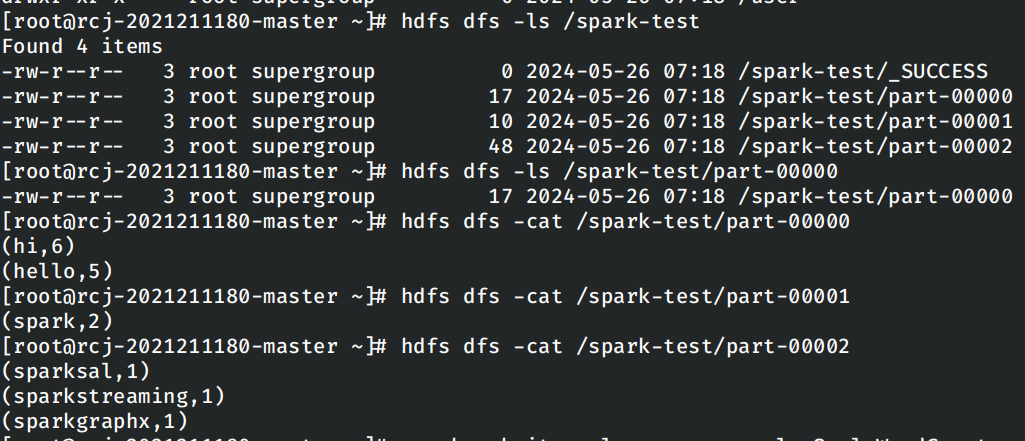 [root@rcj-2021211180-master ~]# hdfs dfs -ls /spark-test
Found 4 items
-rw-r--r--   3 root supergroup          0 2024-05-26 07:18 /spark-test/_SUCCESS
-rw-r--r--   3 root supergroup         17 2024-05-26 07:18 /spark-test/part-00000
-rw-r--r--   3 root supergroup         10 2024-05-26 07:18 /spark-test/part-00001
-rw-r--r--   3 root supergroup         48 2024-05-26 07:18 /spark-test/part-00002
[root@rcj-2021211180-master ~]# hdfs dfs -ls /spark-test/part-00000
-rw-r--r--   3 root supergroup         17 2024-05-26 07:18 /spark-test/part-00000
[root@rcj-2021211180-master ~]# hdfs dfs -cat /spark-test/part-00000
(hi,6)
(hello,5)
[root@rcj-2021211180-master ~]# hdfs dfs -cat /spark-test/part-00001
(spark,2)
[root@rcj-2021211180-master ~]# hdfs dfs -cat /spark-test/part-00002
(sparksal,1)
(sparkstreaming,1)
(sparkgraphx,1)